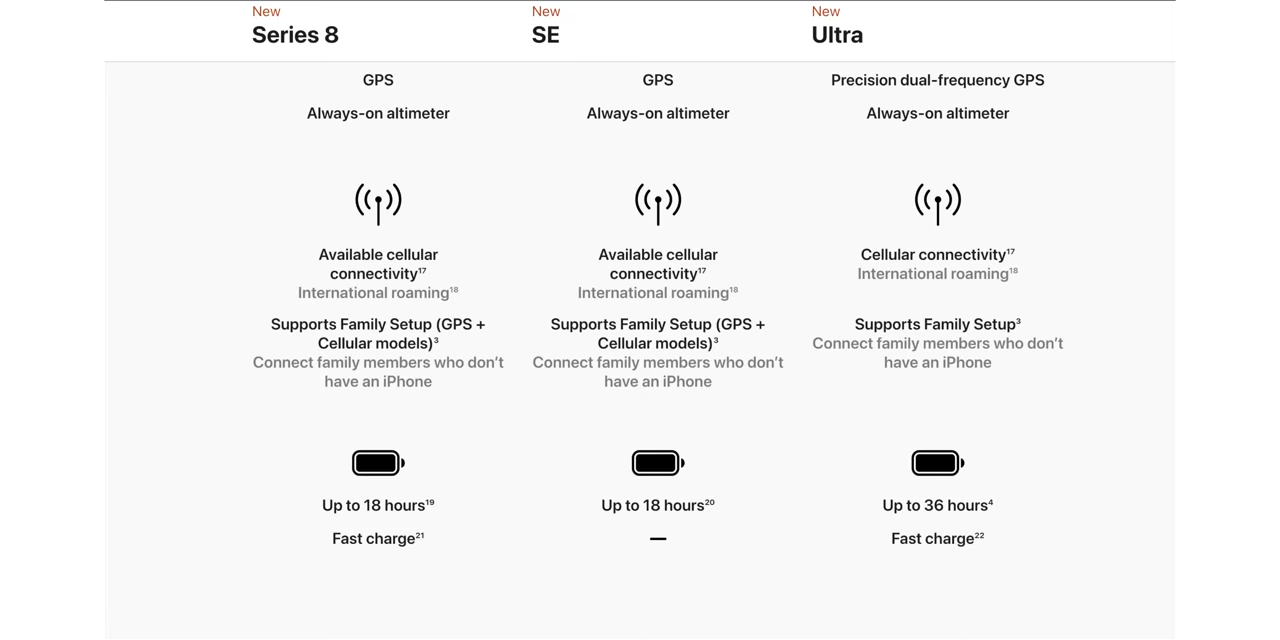 New
Series 8
New
SE
New
Ultra
GPS
GPS
Precision dual-frequency GPS
Always-on altimeter
Always-on altimeter
Always-on altimeter
Available cellular
connectivity¹⁷
International roaming¹⁸
Available cellular
connectivity¹⁷
International roaming¹⁸
Cellular connectivity¹⁷
International roaming¹⁸
Supports Family Setup (GPS +
Cellular models)³
Connect family members who don’t
have an iPhone
Supports Family Setup (GPS +
Cellular models)³
Connect family members who don’t
have an iPhone
Supports Family Setup³
Connect family members who don’t
have an iPhone
Up to 18 hours¹⁹
Up to 18 hours²⁰
Up to 36 hours⁴
Fast charge²¹
—
Fast charge²²